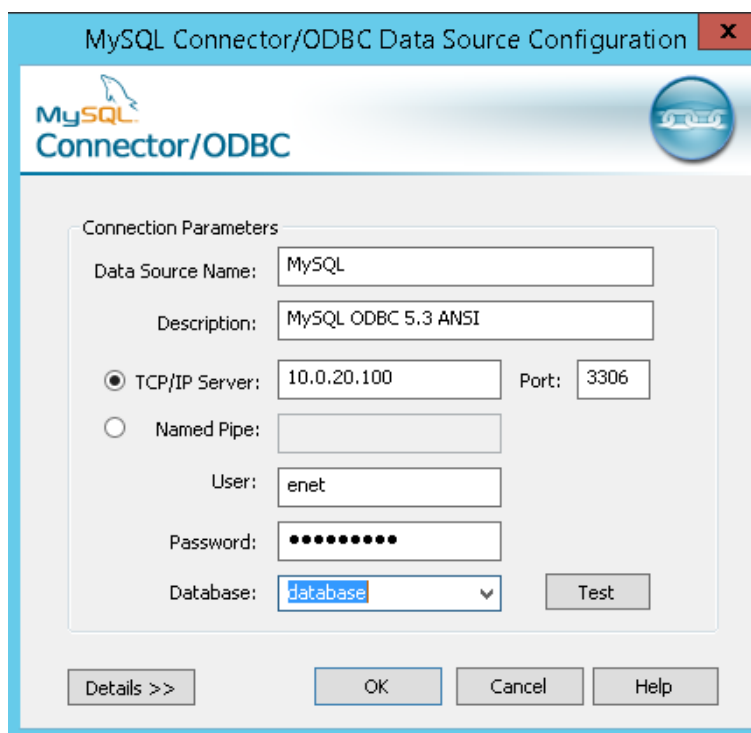 MySQL Connector/ODBC Data Source Configuration x
MySQL
Connector/ODBC
Connection Parameters
Data Source Name: MySQL
Description: MySQL ODBC 5.3 ANSI
TCP/IP Server: 10.0.20.100 Port: 3306
Named Pipe:
User: enet
Password: ●●●●●●●●●
Database: database Test
Details >> OK Cancel Help